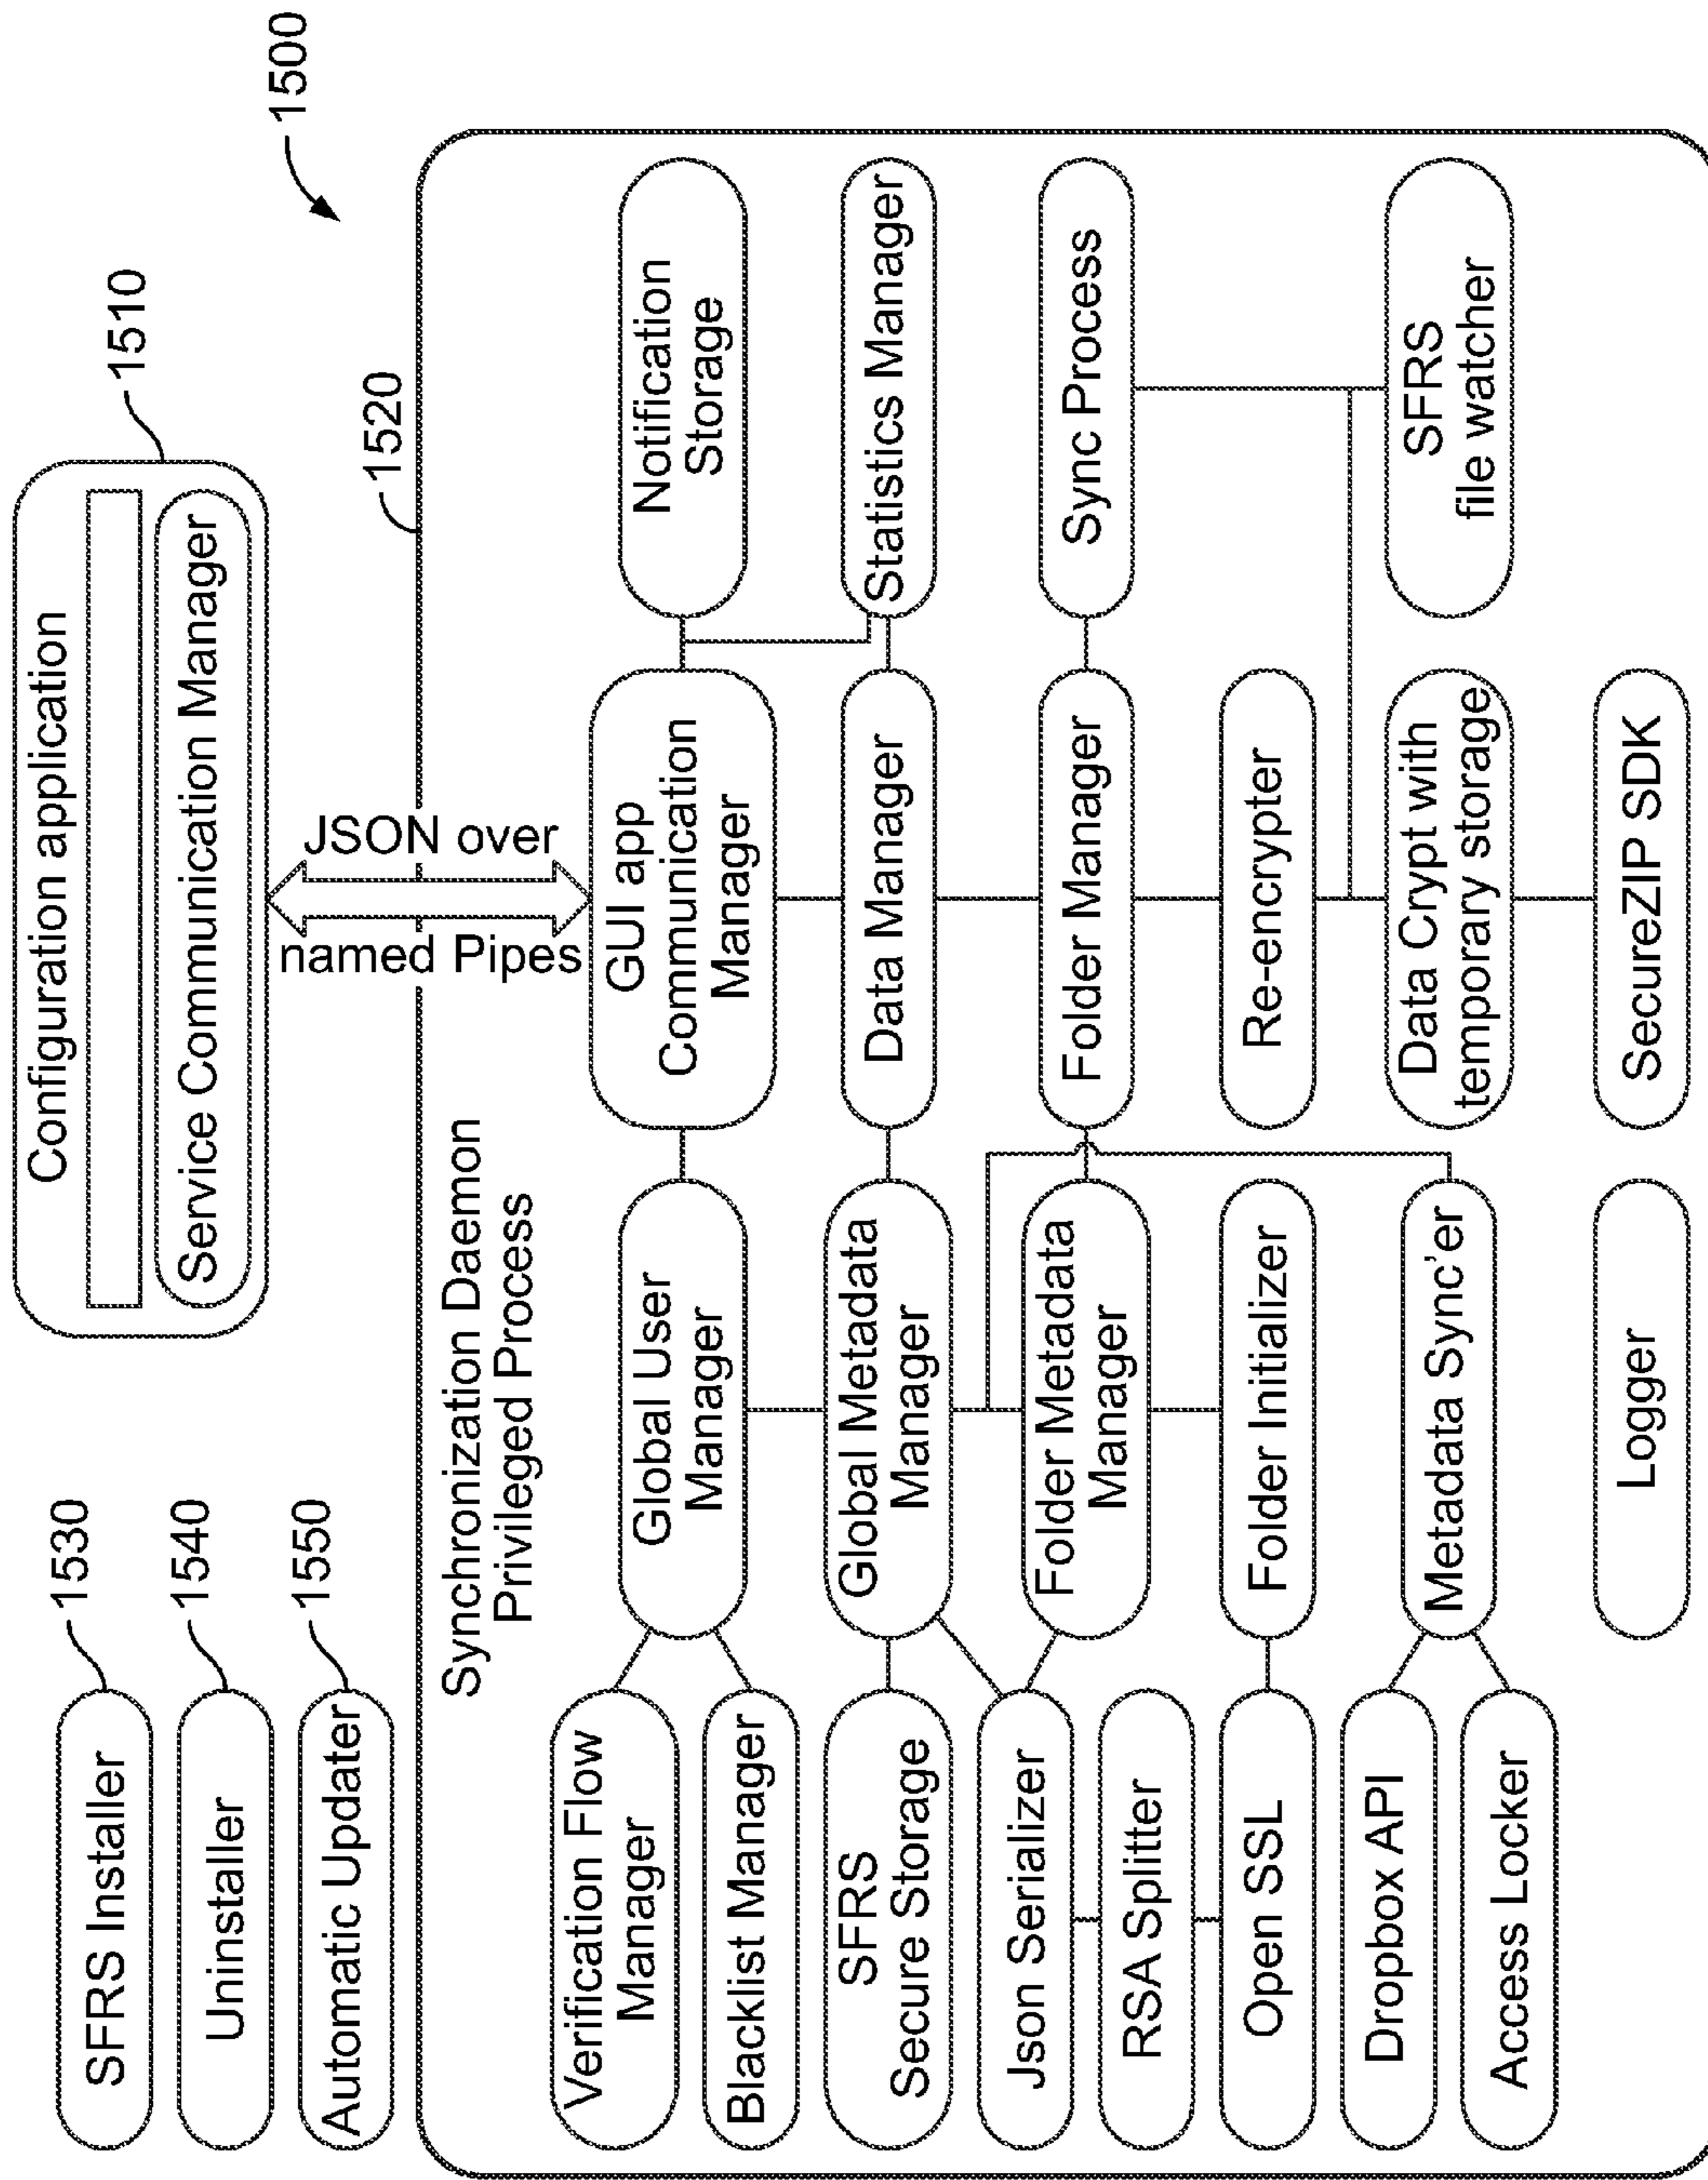 1500
SFRS Installer
1530
Uninstaller
1540
Automatic Updater
1550
Configuration application
1510
Service Communication Manager
JSON over
named Pipes
1520
Synchronization Daemon
Privileged Process
Verification Flow
Manager
Blacklist Manager
SFRS
Secure Storage
Json Serializer
RSA Splitter
Open SSL
Dropbox API
Access Locker
Global User
Manager
Global Metadata
Manager
Folder Metadata
Manager
Folder Initializer
Metadata Sync'er
Logger
GUI app
Communication
Manager
Data Manager
Folder Manager
Re-encrypter
Data Crypt with
temporary storage
SecureZIP SDK
Notification
Storage
Statistics Manager
Sync Process
SFRS
file watcher